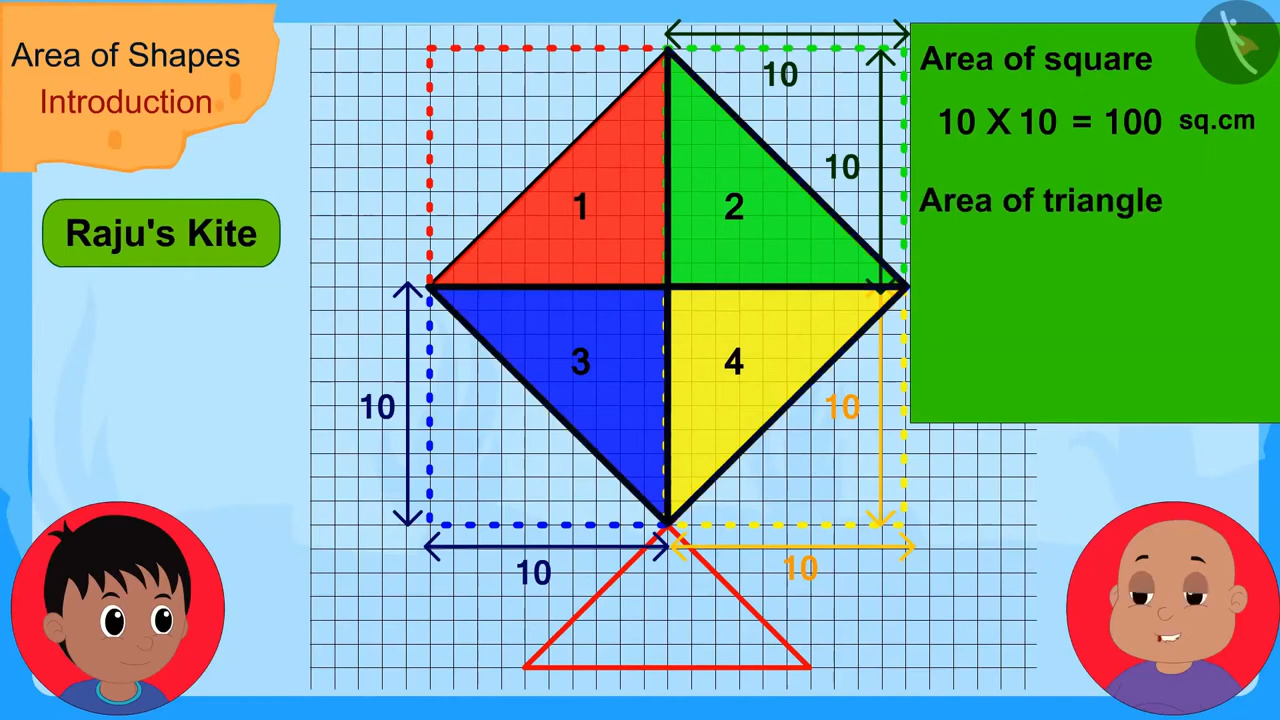 Area of Shapes
Introduction
Raju's Kite
10
10
1
2
3
4
10
10
10
10
Area of square
10 X 10 = 100 sq.cm
Area of triangle